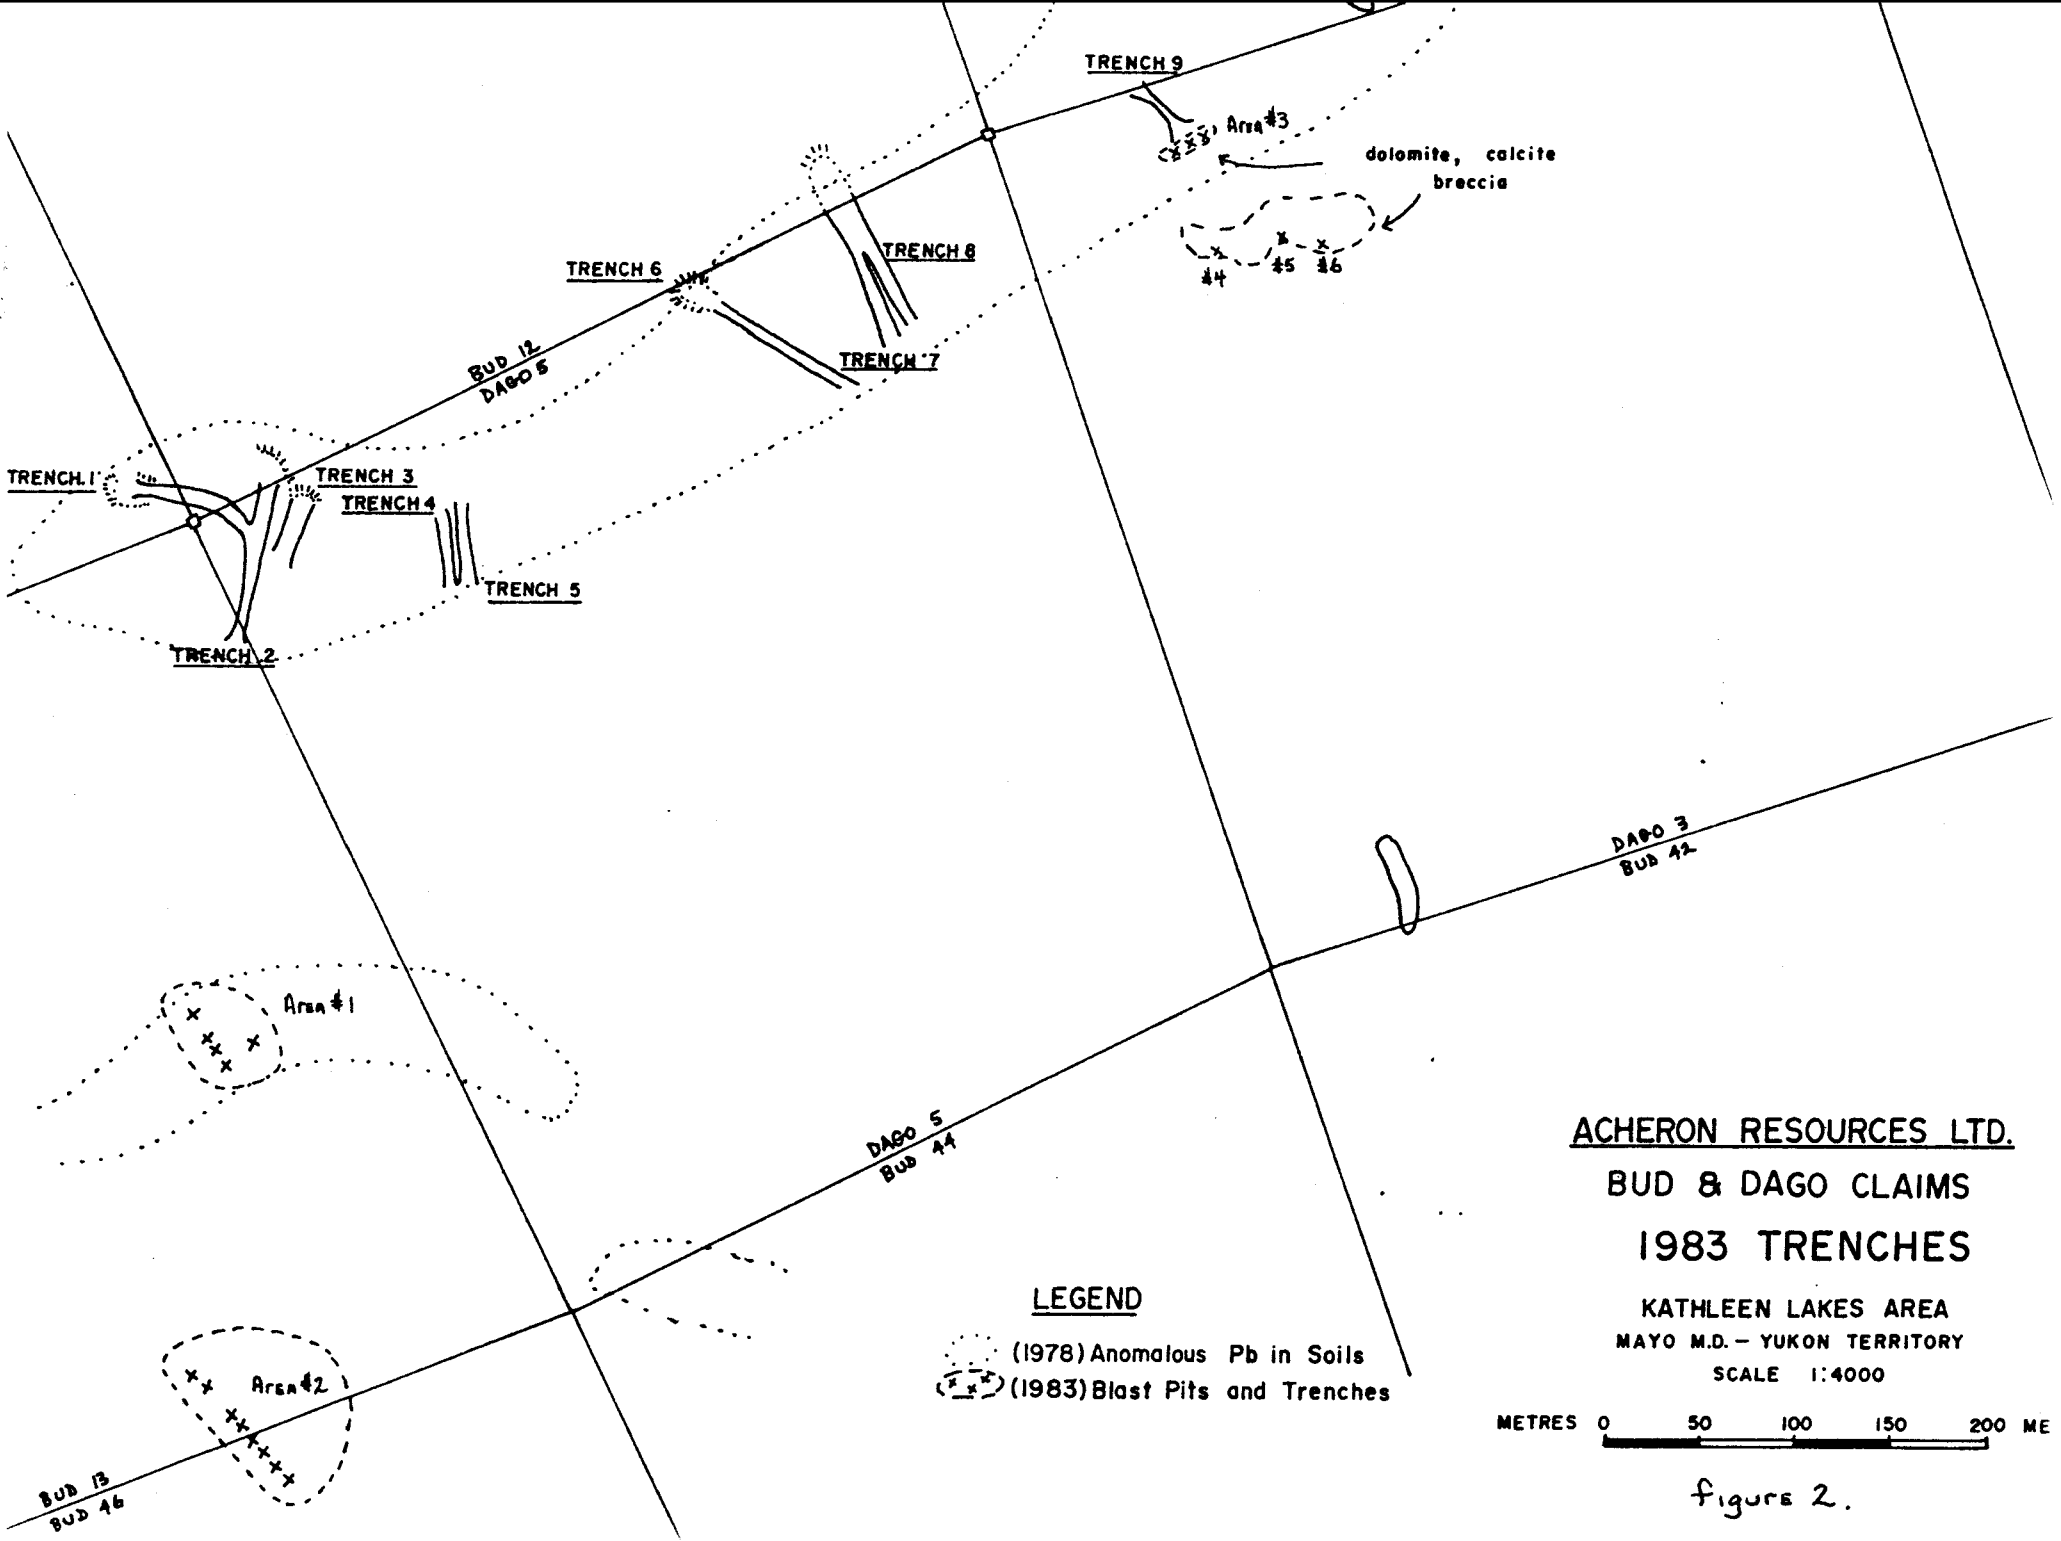 TRENCH 9
Area #3
dolomite, calcite
breccia
TRENCH 8
TRENCH 6
#4
#5
#6
TRENCH 7
BUD 12
DAGO 5
TRENCH 1
TRENCH 3
TRENCH 4
TRENCH 5
TRENCH 2
DAGO 3
BUD 42
Area #1
DAGO 5
BUD 44
ACHERON RESOURCES LTD.
BUD & DAGO CLAIMS
1983 TRENCHES
KATHLEEN LAKES AREA
MAYO M.D. – YUKON TERRITORY
SCALE 1:4000
METRES 0 50 100 150 200 ME
figure 2.
LEGEND
(1978) Anomalous Pb in Soils
(1983) Blast Pits and Trenches
Area #2
BUD 13
BUD 46